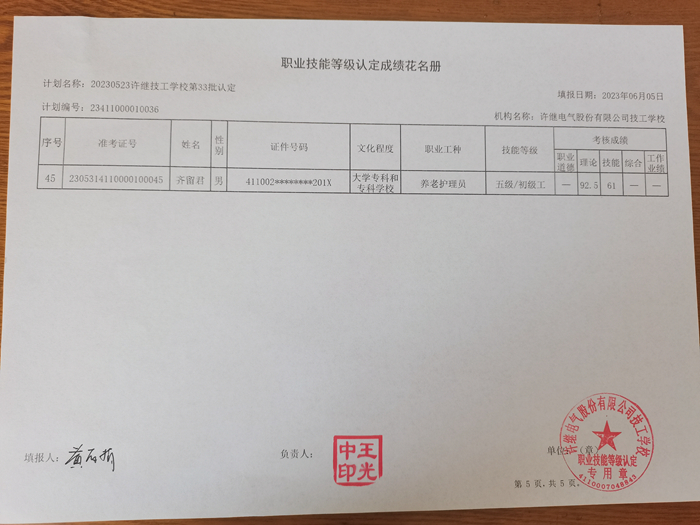 职业技能等级认定成绩花名册
计划名称：20230523许继技工学校第33批认定
填报日期：2023年06月05日
计划编号：23411000010036
机构名称：许继电气股份有限公司技工学校
序号 准考证号 姓名 性别 证件号码 文化程度 职业工种 技能等级 考核成绩
职业道德 理论 技能 综合 工作业绩
45 2305314110000100045 齐留君 男 411002********201X 大学专科和专科学校 养老护理员 五级/初级工 — 92.5 61 — —
填报人：
负责人：
王光中印
单位：（章）
许继电气股份有限公司技工学校
职业技能等级认定
专用章
4110007048943
第 5 页, 共 5 页.